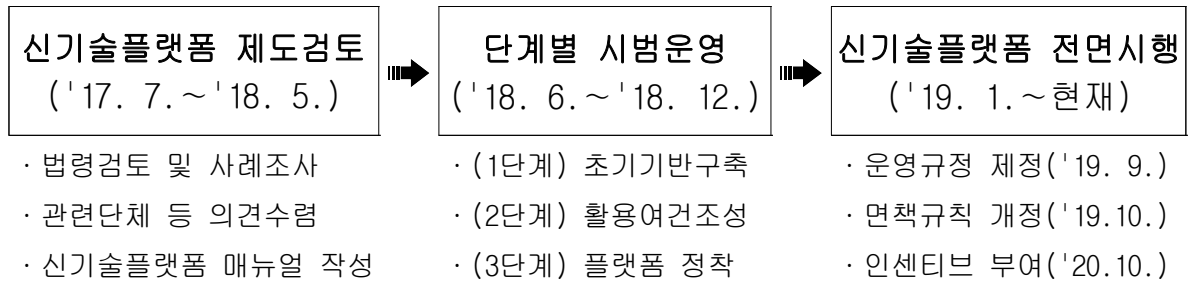 신기술플랫폼 제도검토
('17. 7.~'18. 5.)
· 법령검토 및 사례조사
· 관련단체 등 의견수렴
· 신기술플랫폼 매뉴얼 작성
단계별 시범운영
('18. 6.~'18. 12.)
· (1단계) 초기기반구축
· (2단계) 활용여건조성
· (3단계) 플랫폼 정착
신기술플랫폼 전면시행
('19. 1.~현재)
· 운영규정 제정('19. 9.)
· 면책규칙 개정('19.10.)
· 인센티브 부여('20.10.)